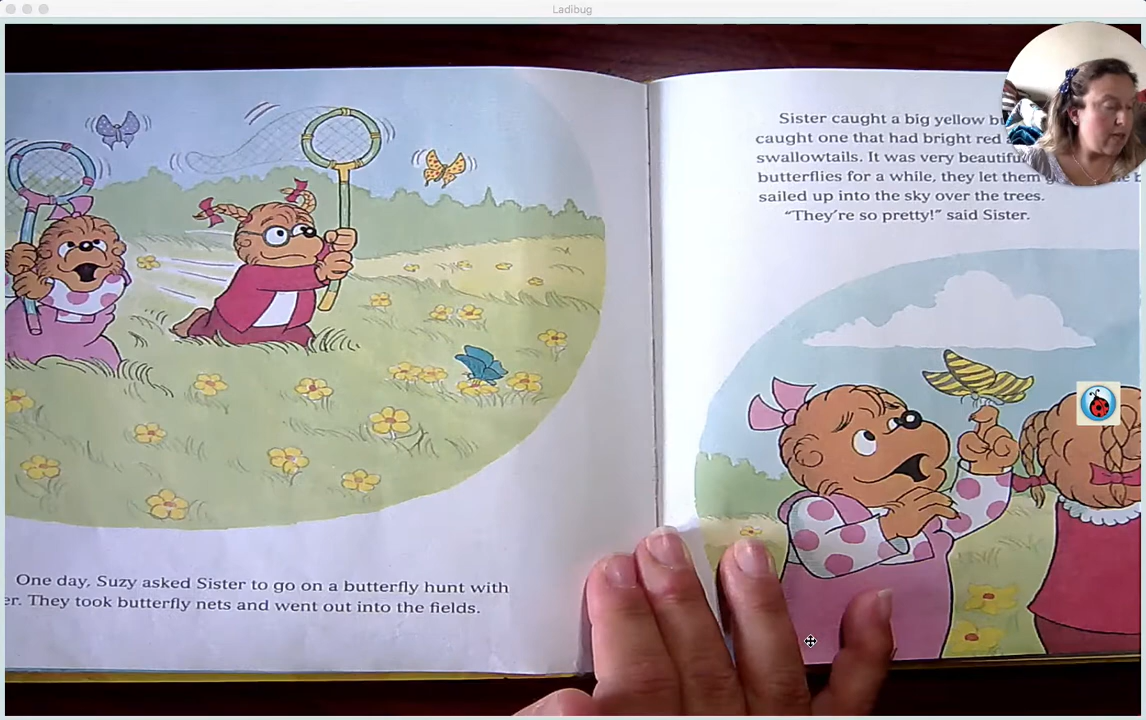 Ladibug
One day, Suzy asked Sister to go on a butterfly hunt with
They took butterfly nets and went out into the fields.
Sister caught a big yellow
caught one that had bright red
swallowtails. It was very
butterflies for a while, they let them
sailed up into the sky over the trees.
"They're so pretty!" said Sister.